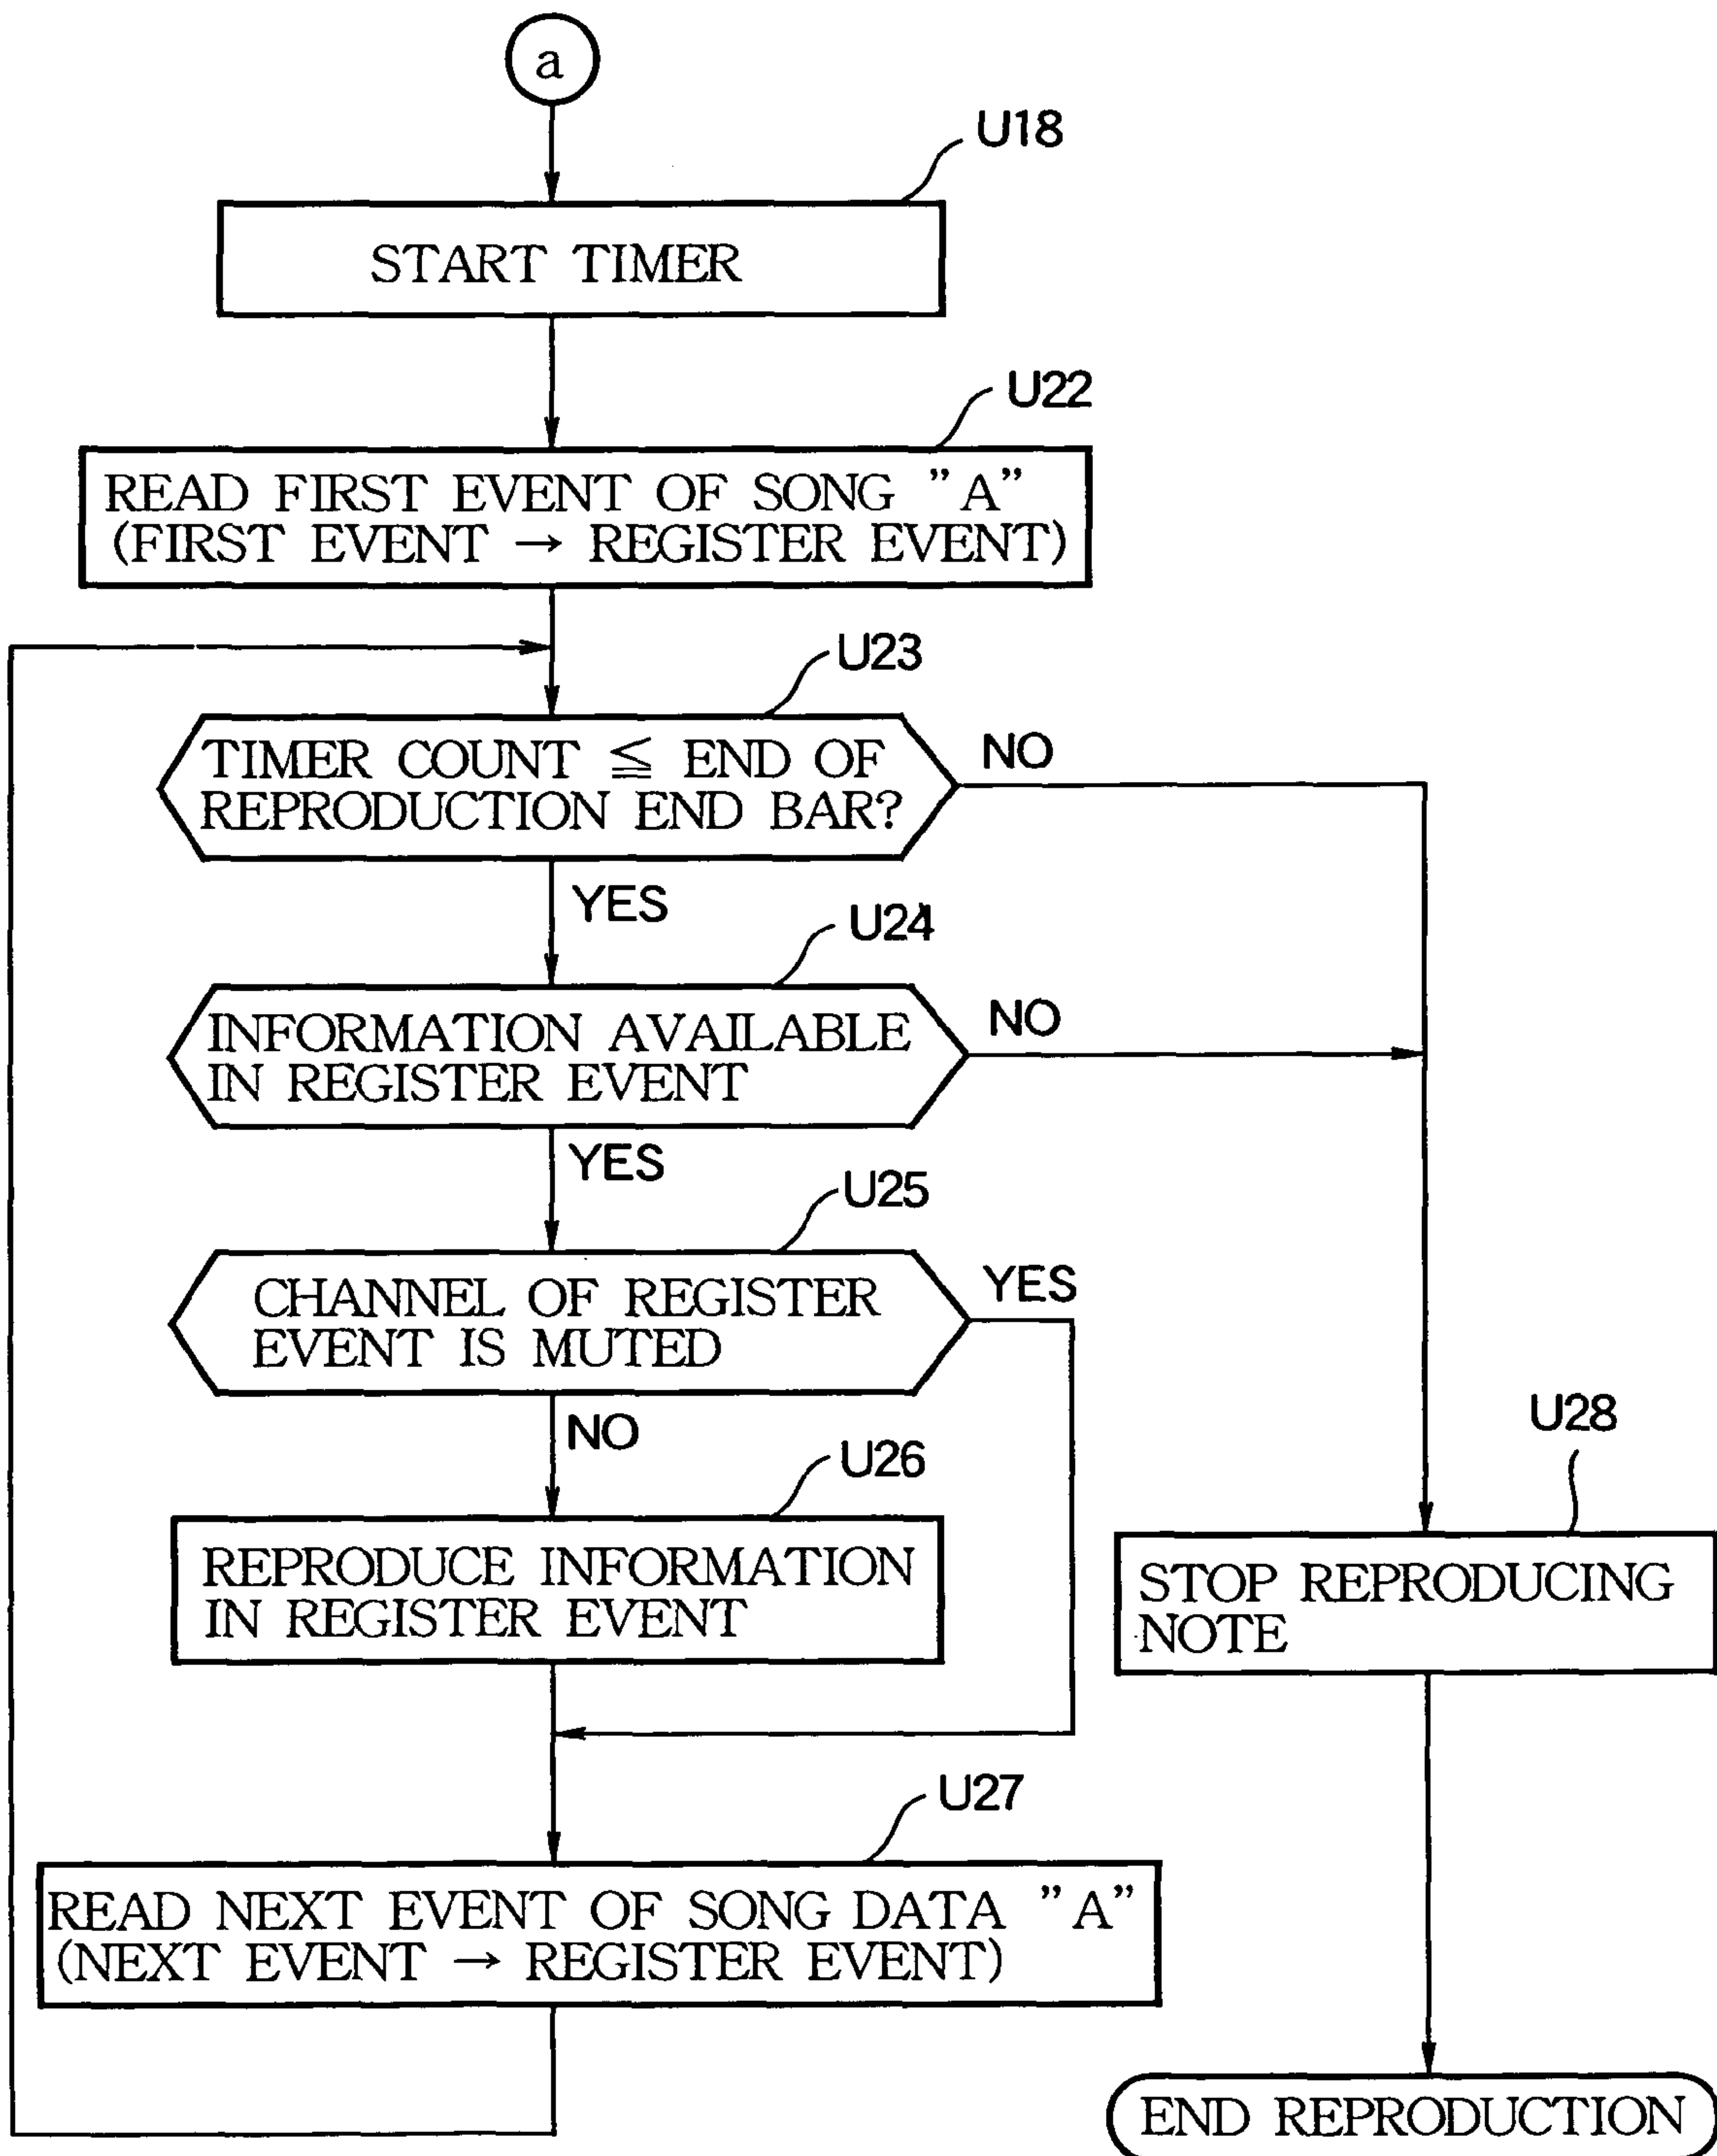 a
U18
START TIMER
U22
READ FIRST EVENT OF SONG ”A”
(FIRST EVENT → REGISTER EVENT)
U23
TIMER COUNT ≦ END OF
REPRODUCTION END BAR?
NO
YES
U24
INFORMATION AVAILABLE
IN REGISTER EVENT
NO
YES
U25
CHANNEL OF REGISTER
EVENT IS MUTED
YES
NO
U26
REPRODUCE INFORMATION
IN REGISTER EVENT
U28
STOP REPRODUCING
NOTE
U27
READ NEXT EVENT OF SONG DATA ”A”
(NEXT EVENT → REGISTER EVENT)
END REPRODUCTION